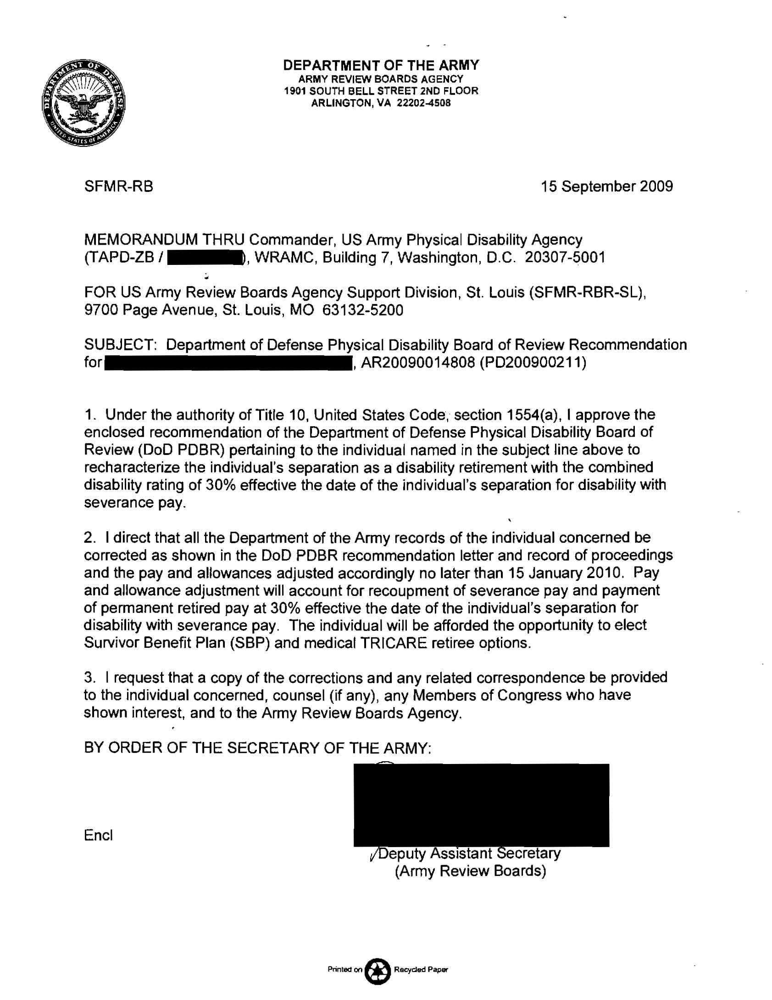 DEPARTMENT OF DEFENSE
UNITED STATES OF AMERICA
DEPARTMENT OF THE ARMY
ARMY REVIEW BOARDS AGENCY
1901 SOUTH BELL STREET 2ND FLOOR
ARLINGTON, VA 22202-4508
SFMR-RB
15 September 2009
MEMORANDUM THRU Commander, US Army Physical Disability Agency
(TAPD-ZB / ), WRAMC, Building 7, Washington, D.C. 20307-5001
FOR US Army Review Boards Agency Support Division, St. Louis (SFMR-RBR-SL),
9700 Page Avenue, St. Louis, MO 63132-5200
SUBJECT: Department of Defense Physical Disability Board of Review Recommendation
for , AR20090014808 (PD200900211)
1. Under the authority of Title 10, United States Code, section 1554(a), I approve the
enclosed recommendation of the Department of Defense Physical Disability Board of
Review (DoD PDBR) pertaining to the individual named in the subject line above to
recharacterize the individual's separation as a disability retirement with the combined
disability rating of 30% effective the date of the individual's separation for disability with
severance pay.
2. I direct that all the Department of the Army records of the individual concerned be
corrected as shown in the DoD PDBR recommendation letter and record of proceedings
and the pay and allowances adjusted accordingly no later than 15 January 2010. Pay
and allowance adjustment will account for recoupment of severance pay and payment
of permanent retired pay at 30% effective the date of the individual's separation for
disability with severance pay. The individual will be afforded the opportunity to elect
Survivor Benefit Plan (SBP) and medical TRICARE retiree options.
3. I request that a copy of the corrections and any related correspondence be provided
to the individual concerned, counsel (if any), any Members of Congress who have
shown interest, and to the Army Review Boards Agency.
BY ORDER OF THE SECRETARY OF THE ARMY:
Encl
Deputy Assistant Secretary
(Army Review Boards)
Printed on Recycled Paper